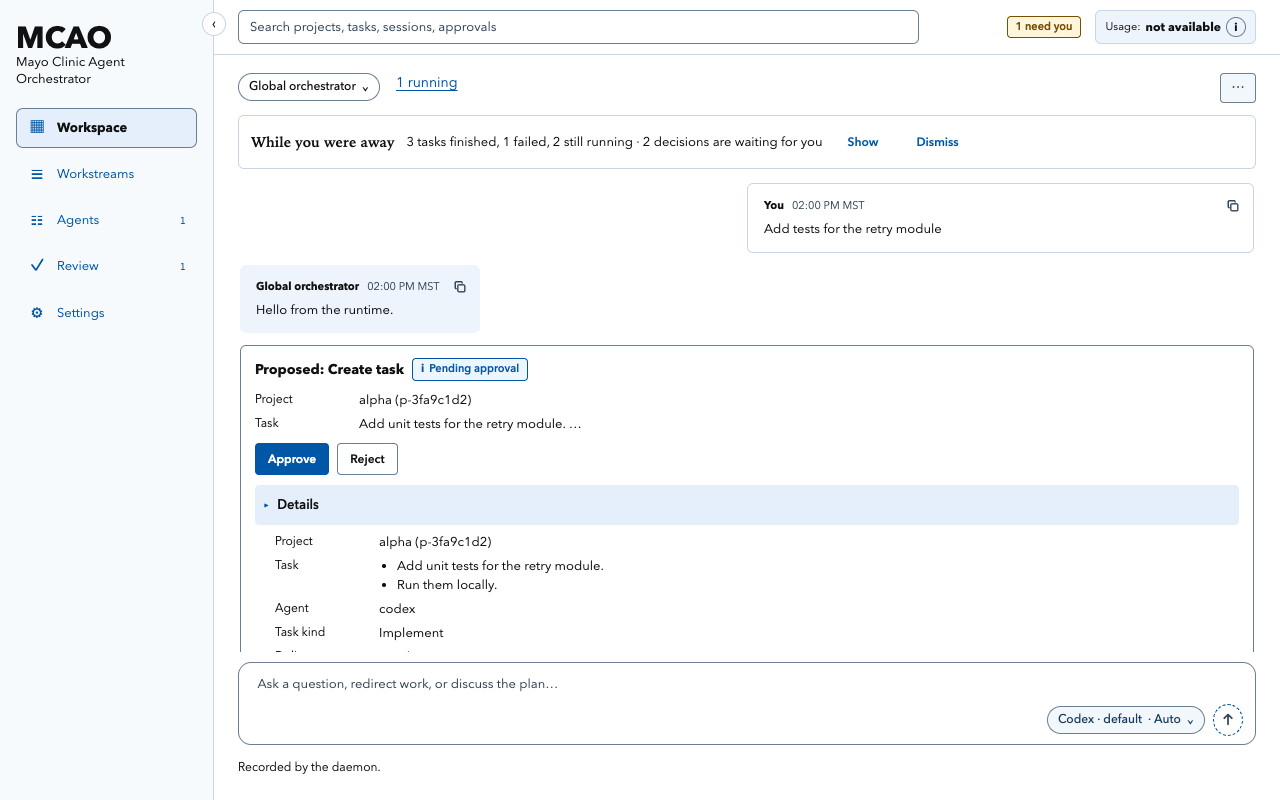 MCAO
Mayo Clinic Agent
Orchestrator
Workspace
Workstreams
Agents 1
Review 1
Settings
Search projects, tasks, sessions, approvals
1 need you
Usage: not available i
Global orchestrator
1 running
...
While you were away 3 tasks finished, 1 failed, 2 still running · 2 decisions are waiting for you Show Dismiss
You 02:00 PM MST
Add tests for the retry module
Global orchestrator 02:00 PM MST
Hello from the runtime.
Proposed: Create task i Pending approval
Project alpha (p-3fa9c1d2)
Task Add unit tests for the retry module. …
Approve Reject
Details
Project alpha (p-3fa9c1d2)
Task • Add unit tests for the retry module.
• Run them locally.
Agent codex
Task kind Implement
Ask a question, redirect work, or discuss the plan…
Codex · default · Auto
Recorded by the daemon.